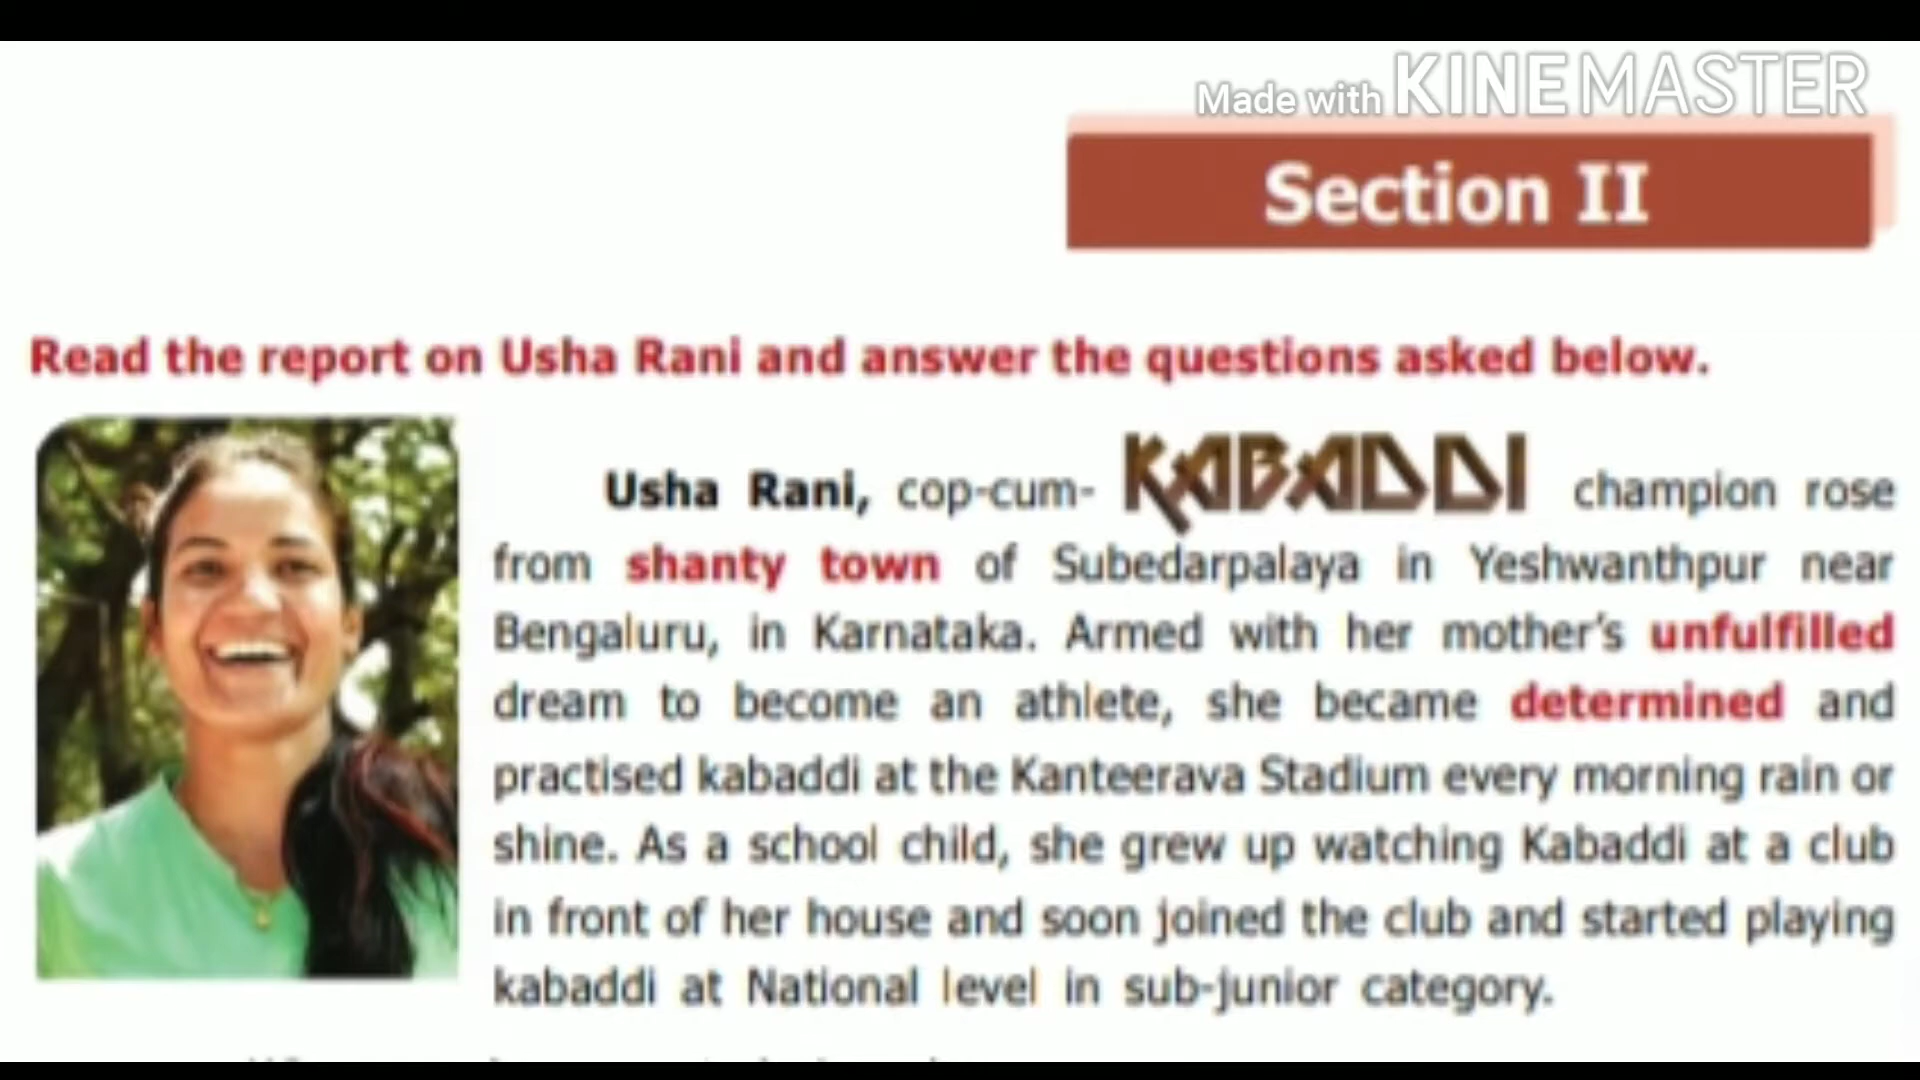 Made with KINEMASTER
Section II
Read the report on Usha Rani and answer the questions asked below.
Usha Rani, cop-cum- KABADDI champion rose
from shanty town of Subedarpalaya in Yeshwanthpur near
Bengaluru, in Karnataka. Armed with her mother's unfulfilled
dream to become an athlete, she became determined and
practised kabaddi at the Kanteerava Stadium every morning rain or
shine. As a school child, she grew up watching Kabaddi at a club
in front of her house and soon joined the club and started playing
kabaddi at National level in sub-junior category.